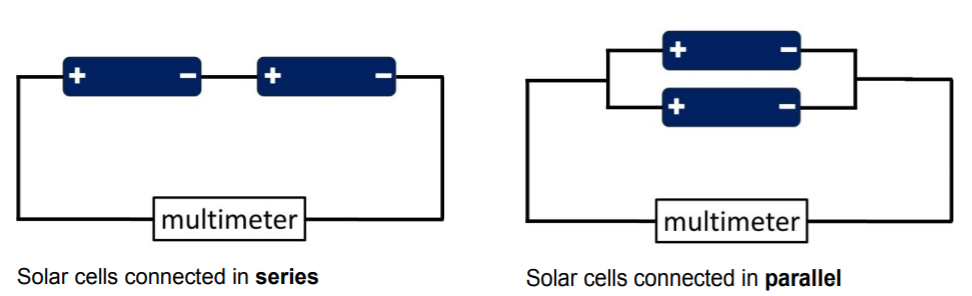 + − + −
multimeter
Solar cells connected in series
+ −
+ −
multimeter
Solar cells connected in parallel